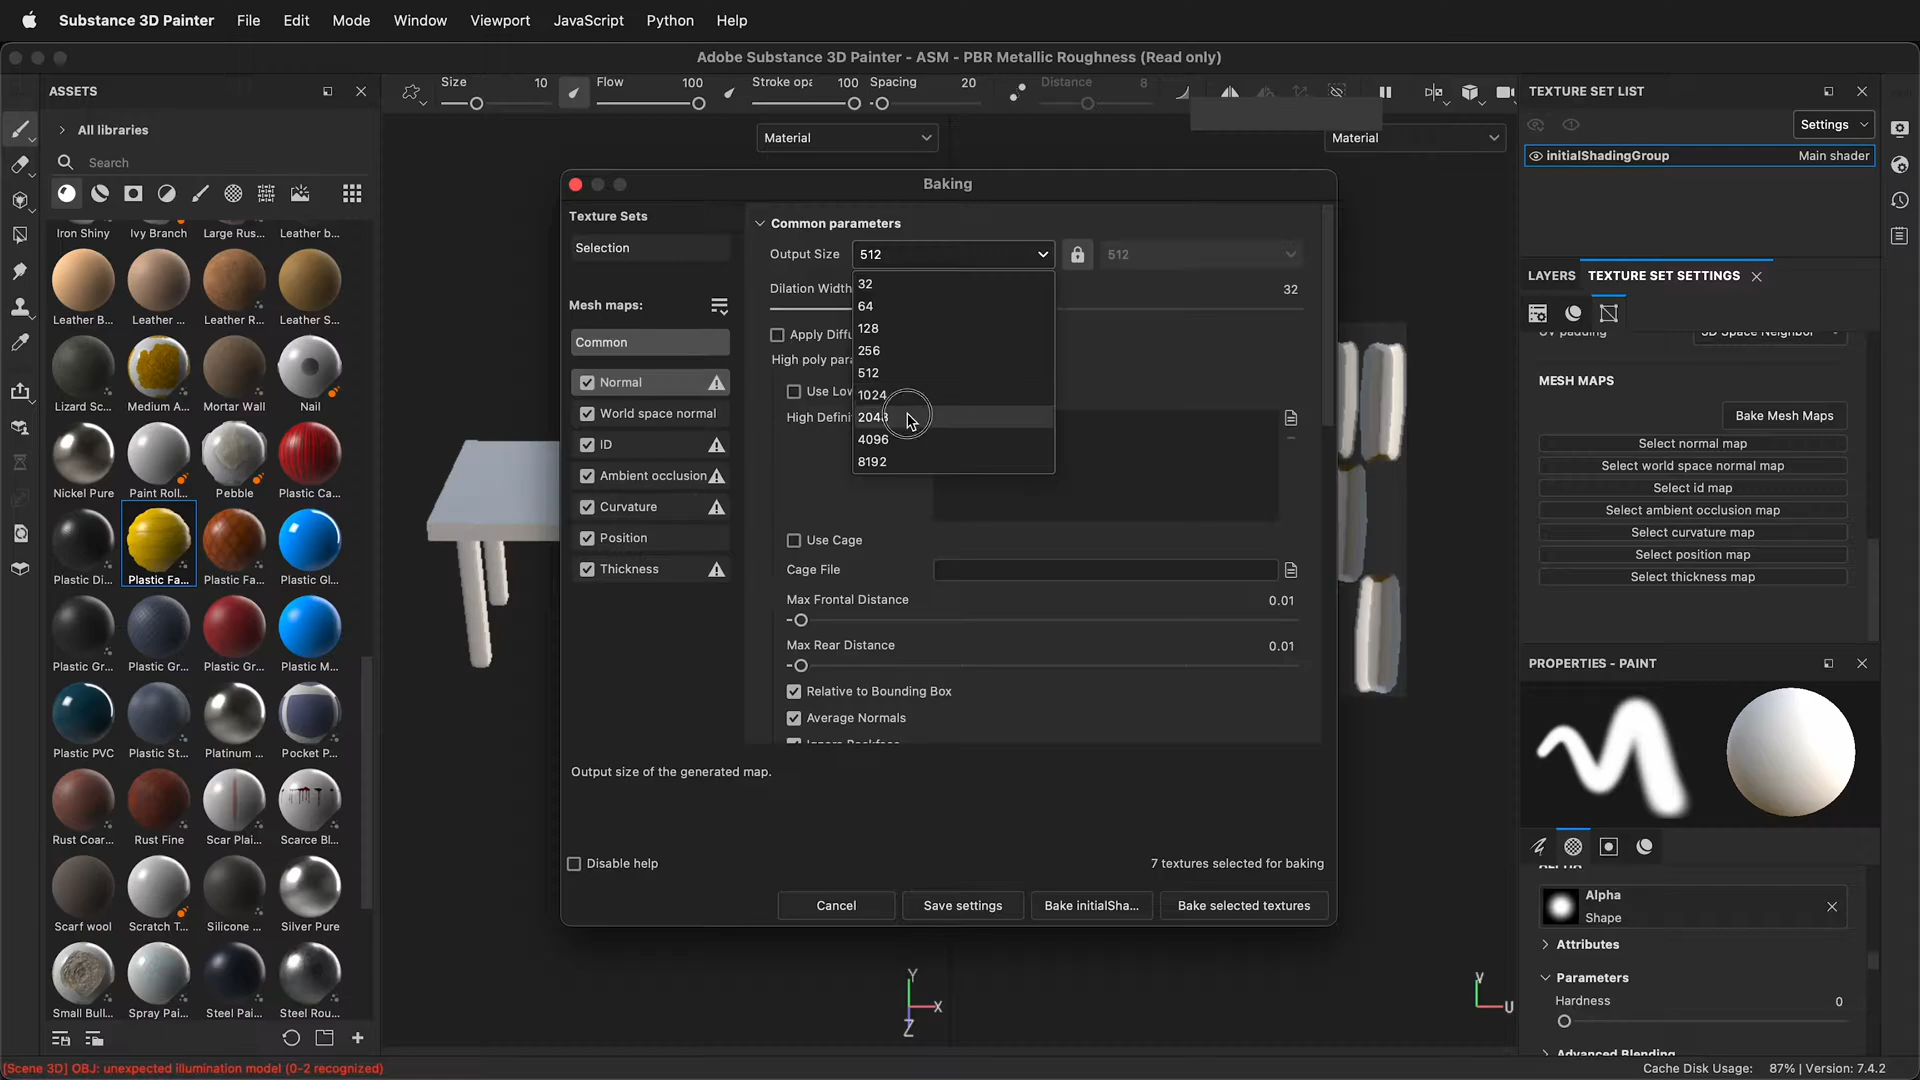 Substance 3D Painter File Edit Mode Window Viewport JavaScript Python Help
Adobe Substance 3D Painter - ASM - PBR Metallic Roughness (Read only)
ASSETS
All libraries
Search
Iron Shiny Ivy Branch Large Rus... Leather b...
Leather B... Leather ... Leather R... Leather S...
Lizard Sc... Medium A... Mortar Wall Nail
Nickel Pure Paint Roll... Pebble Plastic Ca...
Plastic Di... Plastic Fa... Plastic Fa... Plastic Gl...
Plastic Gr... Plastic Gr... Plastic Gr... Plastic M...
Plastic PVC Plastic St... Platinum ... Pocket P...
Rust Coar... Rust Fine Scar Plai... Scarce Bl...
Scarf wool Scratch T... Silicone ... Silver Pure
Small Bull... Spray Pai... Steel Pai... Steel Rou...
[Scene 3D] OBJ: unexpected illumination model (0-2 recognized)
Size 10 Flow 100 Stroke opa 100 Spacing 20 Distance 8
Material
Material
Baking
Texture Sets
Selection
Mesh maps:
Common
Normal
World space normal
ID
Ambient occlusion
Curvature
Position
Thickness
Common parameters
Output Size 512 512
32
64
128
256
512
1024
2048
4096
8192
Dilation Width 32
Apply Diffu
High poly para
Use Low
High Definit
Use Cage
Cage File
Max Frontal Distance 0.01
Max Rear Distance 0.01
Relative to Bounding Box
Average Normals
Output size of the generated map.
Disable help
7 textures selected for baking
Cancel Save settings Bake initialSha... Bake selected textures
Y
X
Z
V
U
TEXTURE SET LIST
Settings
initialShadingGroup Main shader
LAYERS TEXTURE SET SETTINGS
UV padding 3D Space Neighbor
MESH MAPS
Bake Mesh Maps
Select normal map
Select world space normal map
Select id map
Select ambient occlusion map
Select curvature map
Select position map
Select thickness map
PROPERTIES - PAINT
ALPHA
Alpha
Shape
Attributes
Parameters
Hardness 0
Advanced Blending
Cache Disk Usage: 87% | Version: 7.4.2